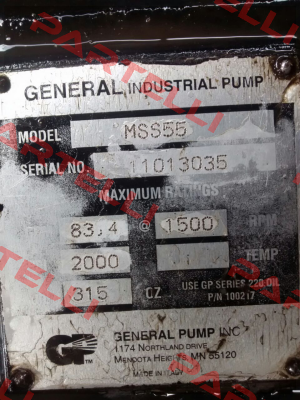 GENERAL INDUSTRIAL PUMP
MODEL MSS55
SERIAL NO 11013035
MAXIMUM RATINGS
83,4 @ 1500 RPM
2000 TEMP
315 OZ USE GP SERIES 220 OIL
P/N 100217
GENERAL PUMP INC
1174 NORTHLAND DRIVE
MENDOTA HEIGHTS, MN 55120
GP TM
MADE IN ITALY
PARTELLI